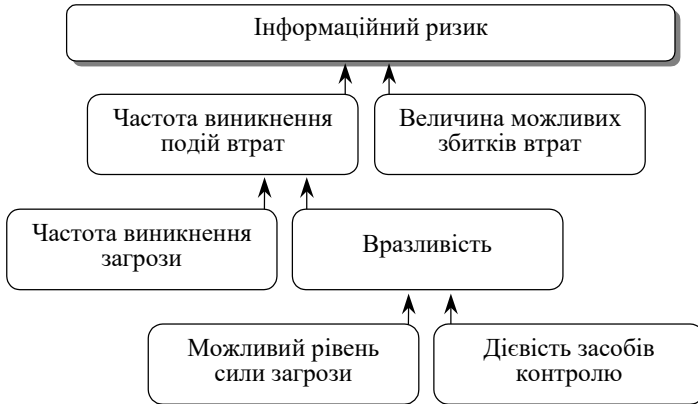 Інформаційний ризик
Частота виникнення
подій втрат
Величина можливих
збитків втрат
Частота виникнення
загрози
Вразливість
Можливий рівень
сили загрози
Дієвість засобів
контролю